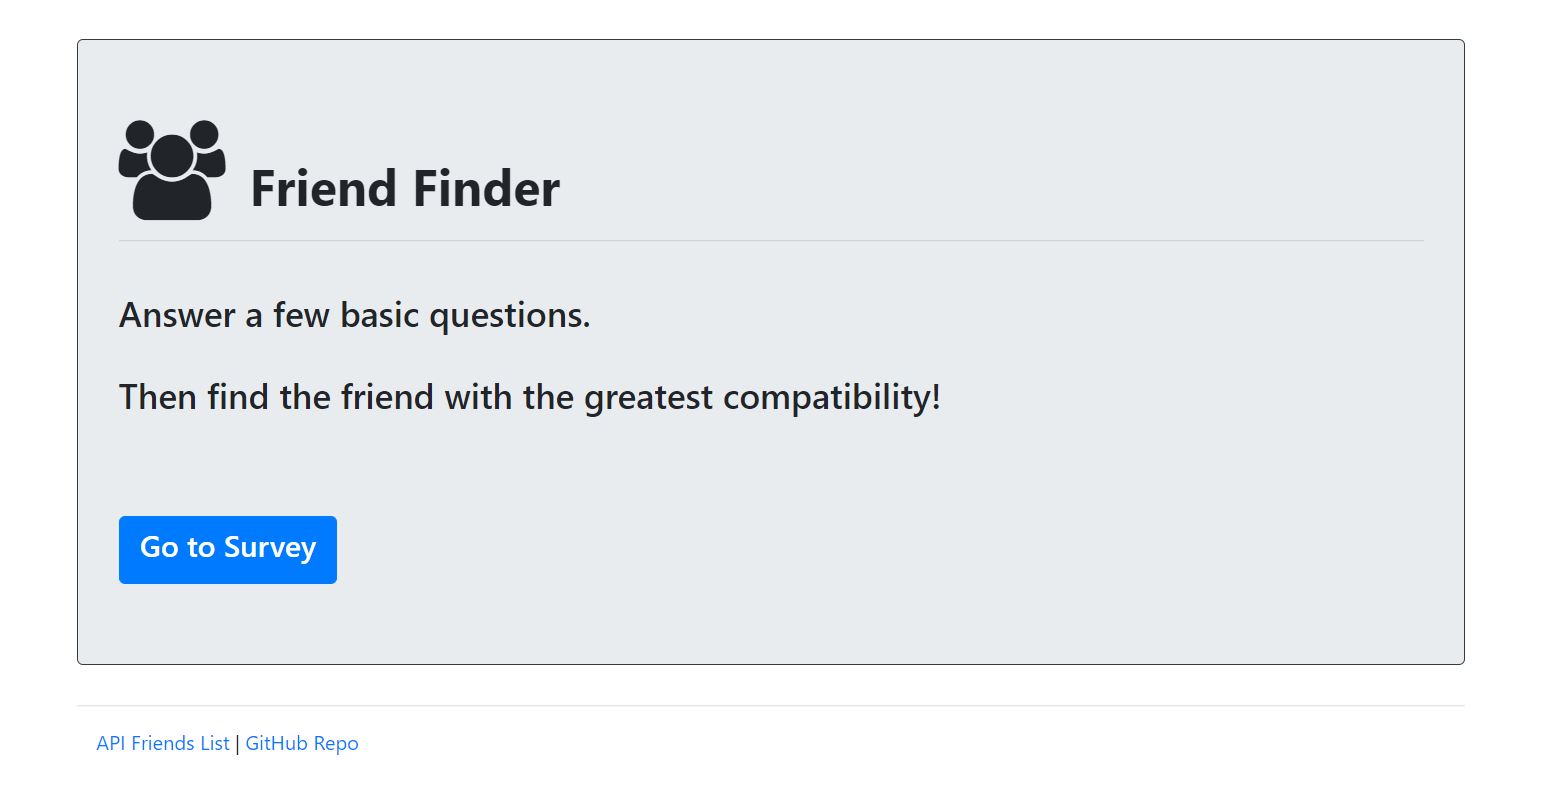 Friend Finder
Answer a few basic questions.
Then find the friend with the greatest compatibility!
Go to Survey
API Friends List | GitHub Repo